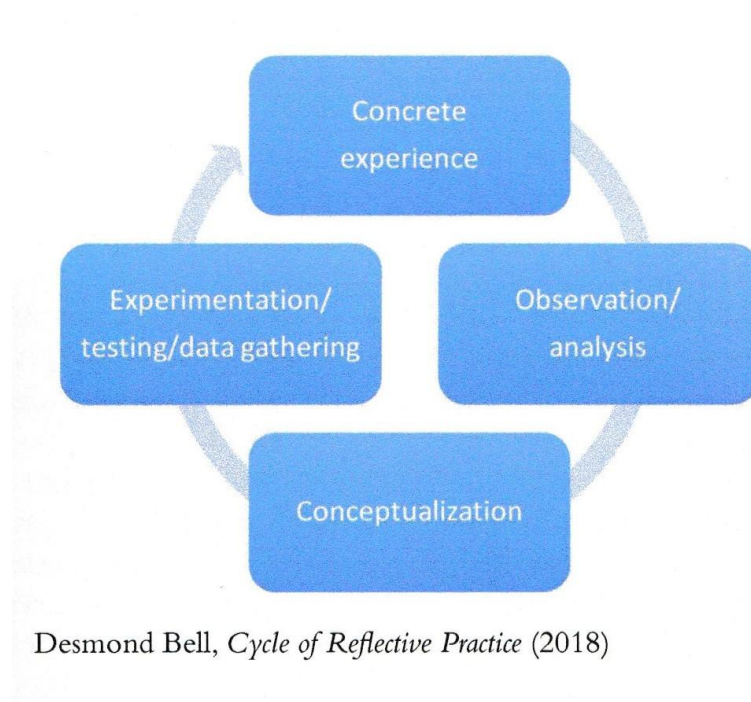 Concrete
experience
Observation/
analysis
Conceptualization
Experimentation/
testing/data gathering
Desmond Bell, Cycle of Reflective Practice (2018)